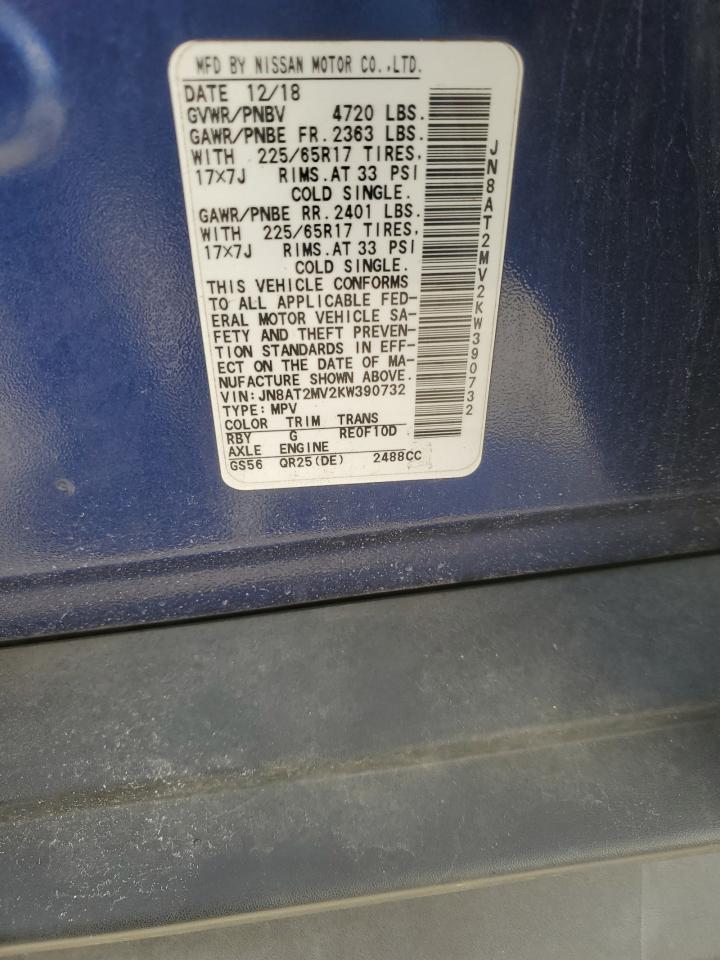 MFD BY NISSAN MOTOR CO.,LTD.
DATE 12/18
GVWR/PNBV 4720 LBS.
GAWR/PNBE FR. 2363 LBS.
WITH 225/65R17 TIRES,
17×7J RIMS.AT 33 PSI
COLD SINGLE.
GAWR/PNBE RR. 2401 LBS.
WITH 225/65R17 TIRES,
17×7J RIMS.AT 33 PSI
COLD SINGLE.
THIS VEHICLE CONFORMS
TO ALL APPLICABLE FED-
ERAL MOTOR VEHICLE SA-
FETY AND THEFT PREVEN-
TION STANDARDS IN EFF-
ECT ON THE DATE OF MA-
NUFACTURE SHOWN ABOVE.
VIN:JN8AT2MV2KW390732
TYPE:MPV
COLOR TRIM TRANS
RBY G RE0F10D
AXLE ENGINE
GS56 QR25(DE) 2488CC
JN8AT2MV2KW390732